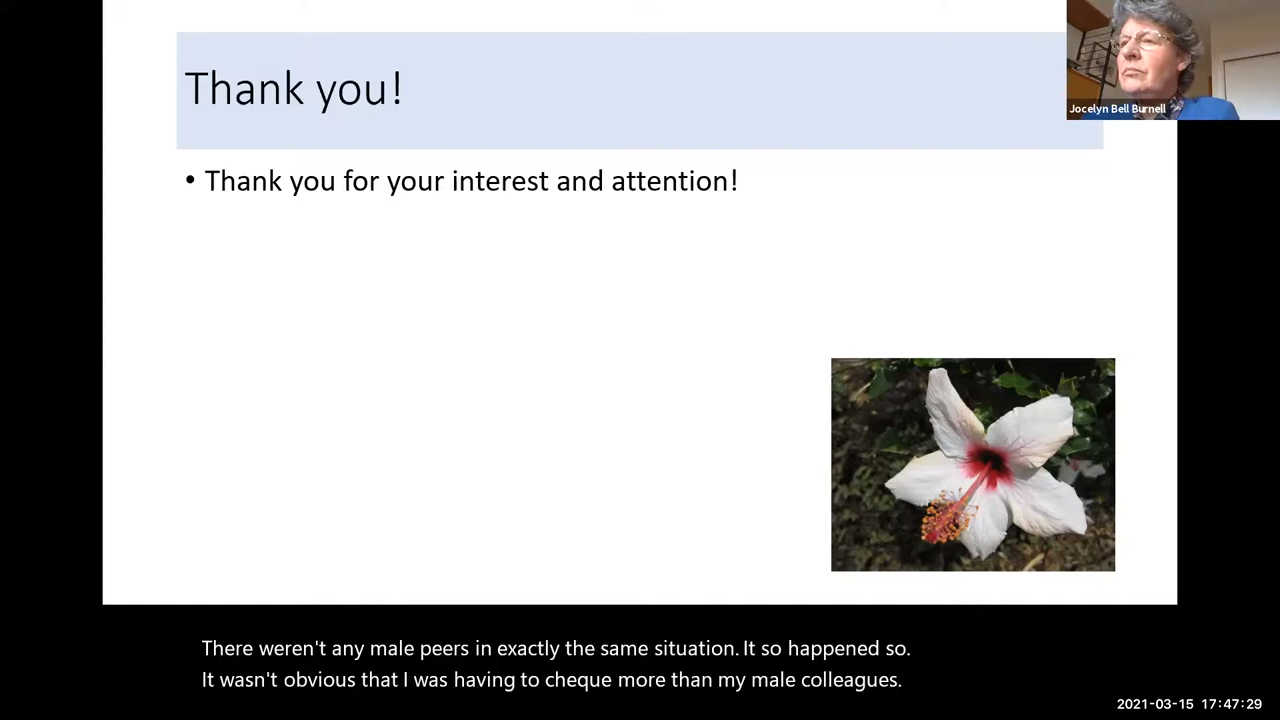 Thank you!
Jocelyn Bell Burnell
• Thank you for your interest and attention!
There weren't any male peers in exactly the same situation. It so happened so.
It wasn't obvious that I was having to cheque more than my male colleagues.
2021-03-15 17:47:29